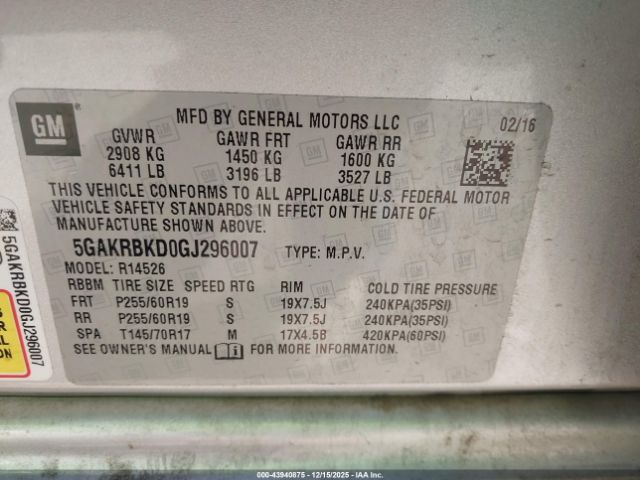 GM
MFD BY GENERAL MOTORS LLC 02/16
GVWR GAWR FRT GAWR RR
2908 KG 1450 KG 1600 KG
6411 LB 3196 LB 3527 LB
THIS VEHICLE CONFORMS TO ALL APPLICABLE U.S. FEDERAL MOTOR
VEHICLE SAFETY STANDARDS IN EFFECT ON THE DATE OF
MANUFACTURE SHOWN ABOVE.
5GAKRBKD0GJ296007 TYPE: M.P.V.
MODEL: R14526
RBBM TIRE SIZE SPEED RTG RIM COLD TIRE PRESSURE
FRT P255/60R19 S 19X7.5J 240KPA(35PSI)
RR P255/60R19 S 19X7.5J 240KPA(35PSI)
SPA T145/70R17 M 17X4.5B 420KPA(60PSI)
SEE OWNER'S MANUAL FOR MORE INFORMATION.
5GAKRBKD0GJ296007
000-43940875 - 12/15/2025 - IAA, Inc.